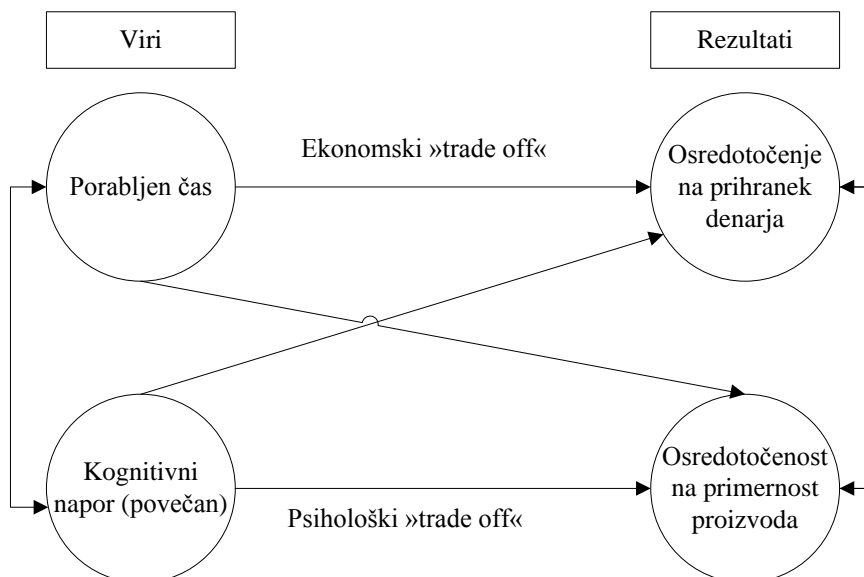 Viri
Rezultati
Porabljen čas
Ekonomski »trade off«
Osredotočenje
na prihranek
denarja
Kognitivni
napor (povečan)
Psihološki »trade off«
Osredotočenost
na primernost
proizvoda